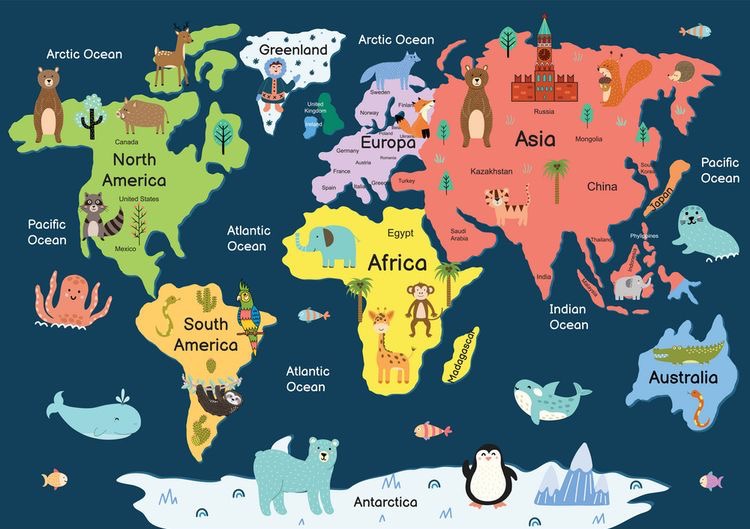 Arctic Ocean
Greenland
Arctic Ocean
Sweden
Finland
United
Kingdom
Norway
Russia
Ireland
Poland
Ukraine
Canada
Europa
Asia
Mongolia
North
America
Germany
Austria
Romania
France
Kazakhstan
South
Korea
Pacific
Ocean
Spain
Italy
Greece
Turkey
China
Japan
United States
Pacific
Ocean
Mexico
Atlantic
Ocean
Egypt
Saudi
Arabia
Thailand
Phylippines
Africa
India
Malaysia
Indonesia
Indian
Ocean
South
America
Madagascar
Atlantic
Ocean
Australia
Antarctica